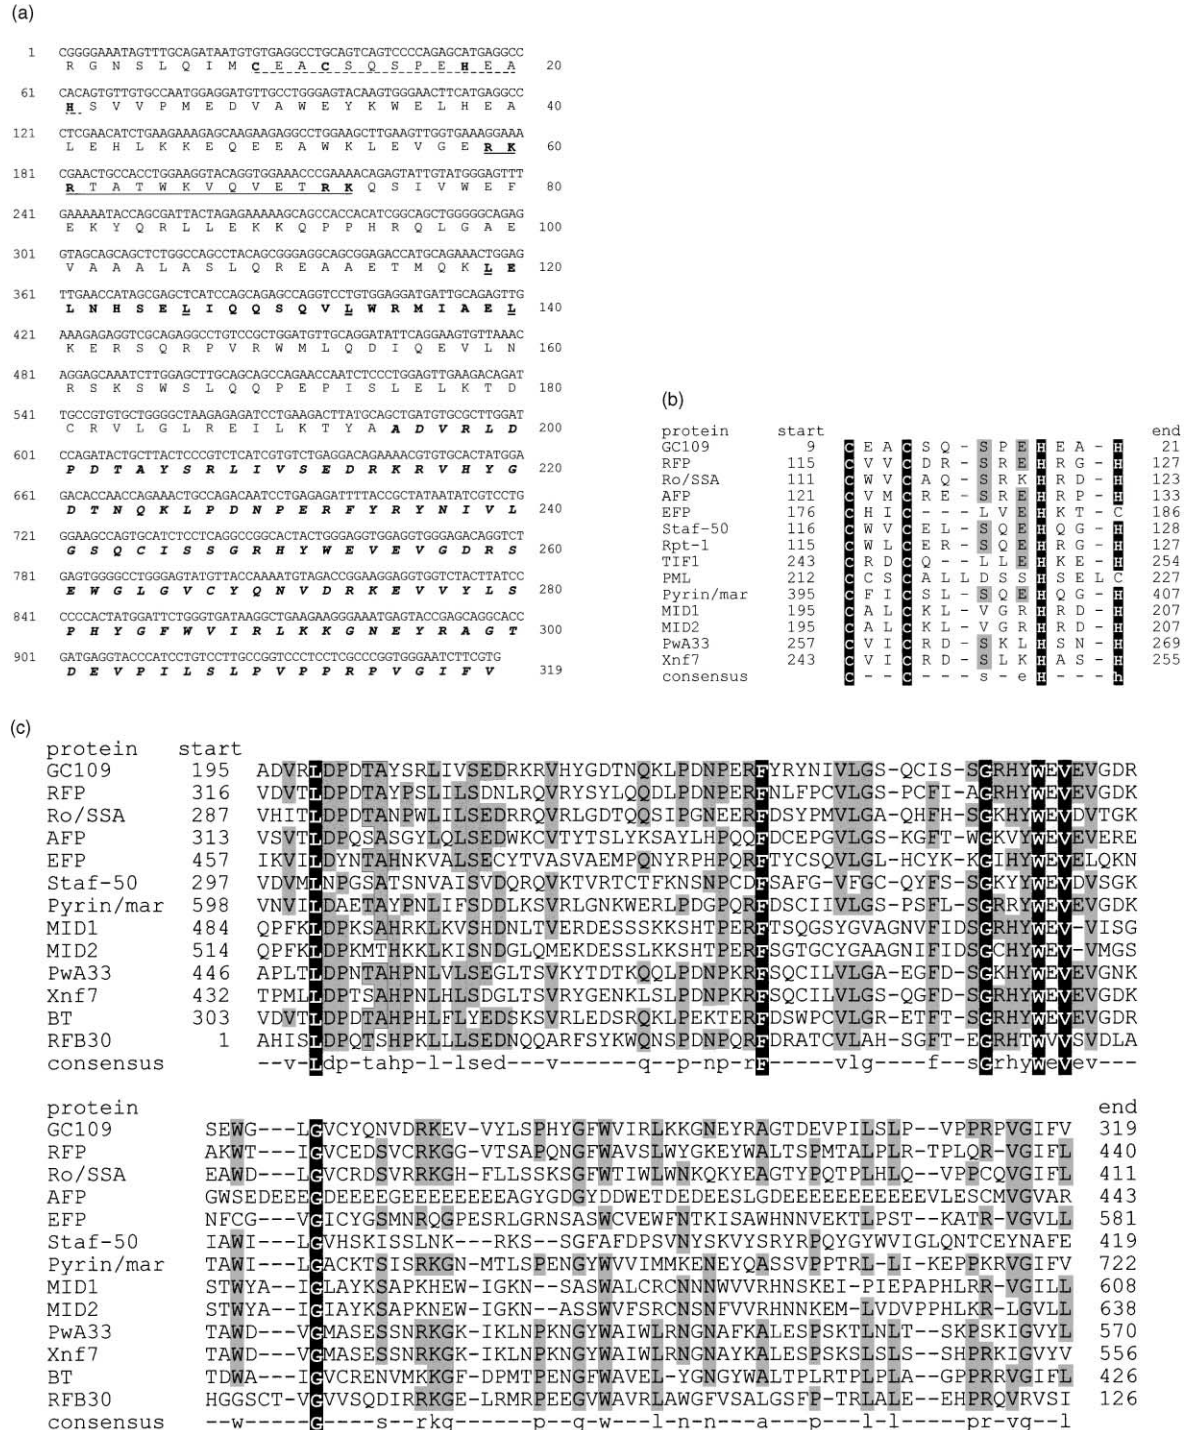 (a)
1 CGGGGAAATAGTTTGCAGATAATGTGTGAGGCCTGCAGTCAGTCCCCAGAGCATGAGGCC
R G N S L Q I M C E A C S Q S P E H E A 20
61 CACAGTGTTGTGCCAATGGAGGATGTTGCCTGGGAGTACAAGTGGGAACTTCATGAGGCC
H S V V P M E D V A W E Y K W E L H E A 40
121 CTCGAACATCTGAAGAAAGAGCAAGAAGAGGCCTGGAAGCTTGAAGTTGGTGAAAGGAAA
L E H L K K E Q E E A W K L E V G E R K 60
181 CGAACTGCCACCTGGAAGGTACAGGTGGAAACCCGAAAACAGAGTATTGTATGGGAGTTT
R T A T W K V Q V E T R K Q S I V W E F 80
241 GAAAAATACCAGCGATTACTAGAGAAAAAGCAGCCACCACATCGGCAGCTGGGGGCAGAG
E K Y Q R L L E K K Q P P H R Q L G A E 100
301 GTAGCAGCAGCTCTGGCCAGCCTACAGCGGGAGGCAGCGGAGACCATGCAGAAACTGGAG
V A A A L A S L Q R E A A E T M Q K L E 120
361 TTGAACCATAGCGAGCTCATCCAGCAGAGCCAGGTCCTGTGGAGGATGATTGCAGAGTTG
L N H S E L I Q Q S Q V L W R M I A E L 140
421 AAAGAGAGGTCGCAGAGGCCTGTCCGCTGGATGTTGCAGGATATTCAGGAAGTGTTAAAC
K E R S Q R P V R W M L Q D I Q E V L N 160
481 AGGAGCAAATCTTGGAGCTTGCAGCAGCCAGAACCAATCTCCCTGGAGTTGAAGACAGAT
R S K S W S L Q Q P E P I S L E L K T D 180
541 TGCCGTGTGCTGGGGCTAAGAGAGATCCTGAAGACTTATGCAGCTGATGTGCGCTTGGAT
C R V L G L R E I L K T Y A A D V R L D 200
601 CCAGATACTGCTTACTCCCGTCTCATCGTGTCTGAGGACAGAAAACGTGTGCACTATGGA
P D T A Y S R L I V S E D R K R V H Y G 220
661 GACACCAACCAGAAACTGCCAGACAATCCTGAGAGATTTTACCGCTATAATATCGTCCTG
D T N Q K L P D N P E R F Y R Y N I V L 240
721 GGAAGCCAGTGCATCTCCTCAGGCCGGCACTACTGGGAGGTGGAGGTGGGAGACAGGTCT
G S Q C I S S G R H Y W E V E V G D R S 260
781 GAGTGGGGCCTGGGAGTATGTTACCAAAATGTAGACCGGAAGGAGGTGGTCTACTTATCC
E W G L G V C Y Q N V D R K E V V Y L S 280
841 CCCCACTATGGATTCTGGGTGATAAGGCTGAAGAAGGGAAATGAGTACCGAGCAGGCACC
P H Y G F W V I R L K K G N E Y R A G T 300
901 GATGAGGTACCCATCCTGTCCTTGCCGGTCCCTCCTCGCCCGGTGGGAATCTTCGTG
D E V P I L S L P V P P R P V G I F V 319
(b)
protein start end
GC109 9 C E A C S Q - S P E H E A - H 21
RFP 115 C V V C D R - S R E H R G - H 127
Ro/SSA 111 C W V C A Q - S R K H R D - H 123
AFP 121 C V M C R E - S R E H R P - H 133
EFP 176 C H I C - - - L V E H K T - C 186
Staf-50 116 C W V C E L - S Q E H Q G - H 128
Rpt-1 115 C W L C E R - S Q E H R G - H 127
TIF1 243 C R D C Q - - L L E H K E - H 254
PML 212 C C S C A L L D S S H S E L C 227
Pyrin/mar 395 C F I C S L - S Q E H Q G - H 407
MID1 195 C A L C K L - V G R H R D - H 207
MID2 195 C A L C K L - V G R H R D - H 207
PwA33 257 C V I C R D - S K L H S N - H 269
Xnf7 243 C V I C R D - S L K H A S - H 255
consensus C - - C - - - s - e H - - - h
(c)
protein start
GC109 195 ADVRLDPDTAYSRLIVSEDRKRVHYGDTNQKLPDNPERFYRYNIVLGS-QCIS-SGRHYWEVEVGDR
RFP 316 VDVTLDPDTAYPSLILSDNLRQVRYSYLQQDLPDNPERFNLFPCVLGS-PCFI-AGRHYWEVEVGDK
Ro/SSA 287 VHITLDPDTANPWLILSEDRRQVRLGDTQQSIPGNEERFDSYPMVLGA-QHFH-SGKHYWEVDVTGK
AFP 313 VSVTLDPQSASGYLQLSEDWKCVTYTSLYKSAYLHPQQFDCEPGVLGS-KGFT-WGKVYWEVEVERE
EFP 457 IKVILDYNTAHNKVALSECYTVASVAEMPQNYRPHPQRFTYCSQVLGL-HCYK-KGIHYWEVELQKN
Staf-50 297 VDVMLNPGSATSNVAISVDQRQVKTVRTCTFKNSNPCDFSAFG-VFGC-QYFS-SGKYYWEVDVSGK
Pyrin/mar 598 VNVILDAETAYPNLIFSDDLKSVRLGNKWERLPDGPQRFDSCIIVLGS-PSFL-SGRRYWEVEVGDK
MID1 484 QPFKLDPKSAHRKLKVSHDNLTVERDESSSKKSHTPERFTSQGSYGVAGNVFIDSGRHYWEV-VISG
MID2 514 QPFKLDPKMTHKKLKISNDGLQMEKDESSLKKSHTPERFSGTGCYGAAGNIFIDSGCHYWEV-VMGS
PwA33 446 APLTLDPNTAHPNLVLSEGLTSVKYTDTKQQLPDNPKRFSQCILVLGA-EGFD-SGKHYWEVEVGNK
Xnf7 432 TPMLLDPTSAHPNLHLSDGLTSVRYGENKLSLPDNPKRFSQCILVLGS-QGFD-SGRHYWEVEVGDK
BT 303 VDVTLDPDTAHPHLFLYEDSKSVRLEDSRQKLPEKTERFDSWPCVLGR-ETFT-SGRHYWEVEVGDR
RFB30 1 AHISLDPQTSHPKLLLSEDNQQARFSYKWQNSPDNPQRFDRATCVLAH-SGFT-EGRHTWVVSVDLA
consensus --v-Ldp-tahp-l-lsed---v------q--p-np-rF-----vlg---f--sGrhyWeVev---
protein end
GC109 SEWG---LGVCYQNVDRKEV-VYLSPHYGFWVIRLKKGNEYRAGTDEVPILSLP--VPPRPVGIFV 319
RFP AKWT---IGVCEDSVCRKGG-VTSAPQNGFWAVSLWYGKEYWALTSPMTALPLR-TPLQR-VGIFL 440
Ro/SSA EAWD---LGVCRDSVRRKGH-FLLSSKSGFWTIWLWNKQKYEAGTYPQTPLHLQ--VPPCQVGIFL 411
AFP GWSEDEEEGDEEEEGEEEEEEEEAGYGDGYDDWETDEDEESLGDEEEEEEEEEEEVLESCMVGVAR 443
EFP NFCG---VGICYGSMNRQGPESRLGRNSASWCVEWFNTKISAWHNNVEKTLPST--KATR-VGVLL 581
Staf-50 IAWI---LGVHSKISSLNK---RKS--SGFAFDPSVNYSKVYSRYRPQYGYWVIGLQNTCEYNAFE 419
Pyrin/mar TAWI---LGACKTSISRKGN-MTLSPENGYWVVIMMKENEYQASSVPPTRL-LI-KEPPKRVGIFV 722
MID1 STWYA-IGLAYKSAPKHEW-IGKN--SASWALCRCNNNWVVRHNSKEI-PIEPAPHLRR-VGILL 608
MID2 STWYA-IGIAYKSAPKNEW-IGKN--ASSWVFSRCNSNFVVRHNNKEM-LVDVPPHLKR-LGVLL 638
PwA33 TAWD---VGMASESSNRKGK-IKLNPKNGYWAIWLRNGNAFKALESPSKTLNLT--SKPSKIGVYL 570
Xnf7 TAWD---VGMASESSNRKGK-IKLNPKNGYWAIWLRNGNAYKALESPSKSLSLS--SHPRKIGVYV 556
BT TDWA---IGVCRENVMKKGF-DPMTPENGFWAVEL-YGNGYWALTPLRTPLPLA--GPPRRVGIFL 426
RFB30 HGGSCT-VGVVSQDIRRKGE-LRMRPEEGVWAVRLAWGFVSALGSFP-TRLALE--EHPRQVRVSI 126
consensus --w-----G----s--rkg------p--g-w---l-n-n---a---p---l-l-----pr-vg--l